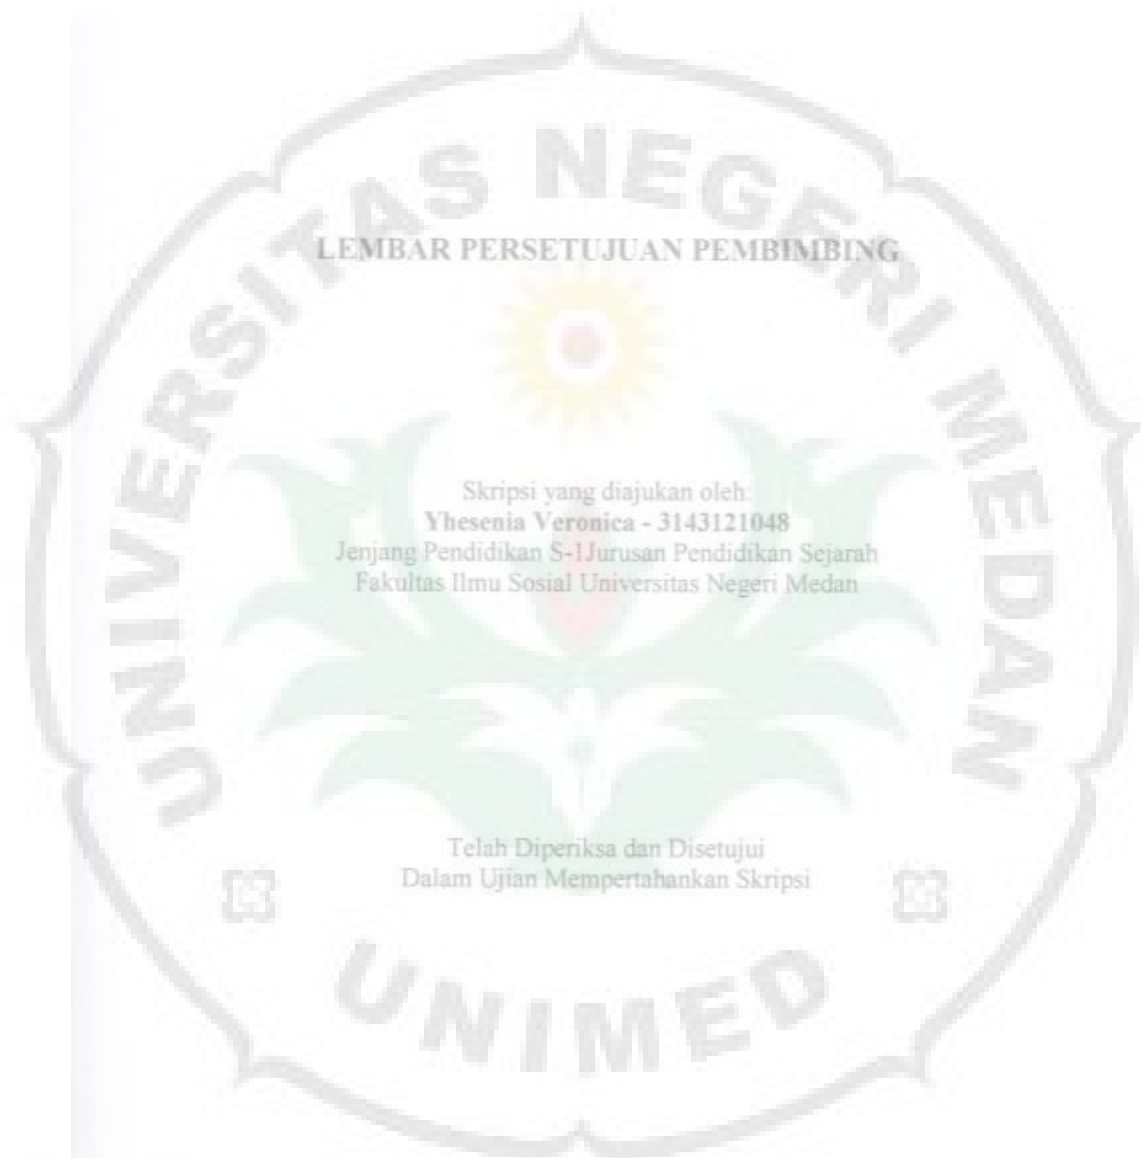 UNIVERSITAS NEGERI MEDAN
LEMBAR PERSETUJUAN PEMBIMBING
Skripsi yang diajukan oleh:
Yhesenia Veronica - 3143121048
Jenjang Pendidikan S-1Jurusan Pendidikan Sejarah
Fakultas Ilmu Sosial Universitas Negeri Medan
Telah Diperiksa dan Disetujui
Dalam Ujian Mempertahankan Skripsi
UNIMED